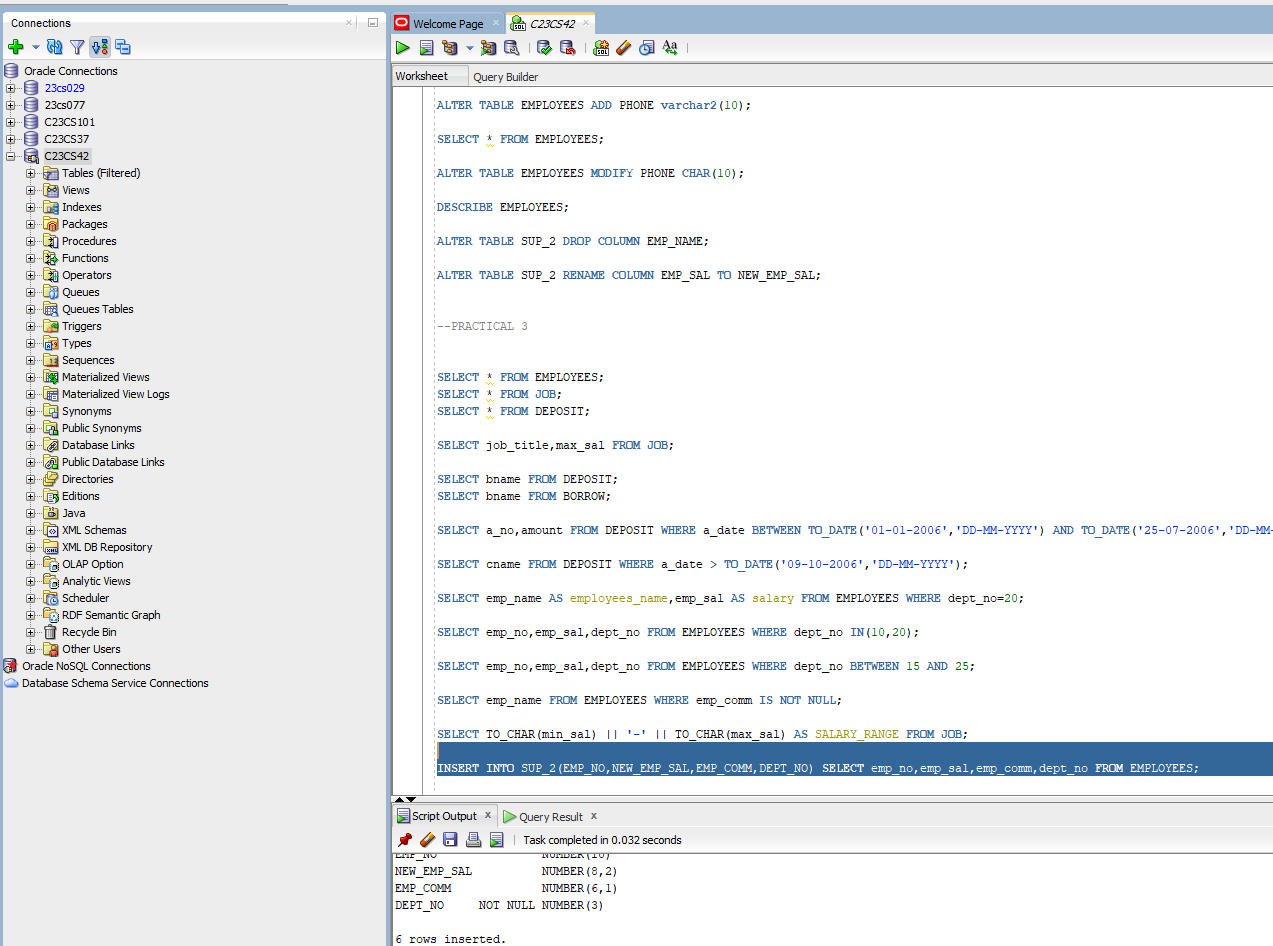 Connections
Oracle Connections
23cs029
23cs077
C23CS101
C23CS37
C23CS42
Tables (Filtered)
Views
Indexes
Packages
Procedures
Functions
Operators
Queues
Queues Tables
Triggers
Types
Sequences
Materialized Views
Materialized View Logs
Synonyms
Public Synonyms
Database Links
Public Database Links
Directories
Editions
Java
XML Schemas
XML DB Repository
OLAP Option
Analytic Views
Scheduler
RDF Semantic Graph
Recycle Bin
Other Users
Oracle NoSQL Connections
Database Schema Service Connections
Welcome Page
C23CS42
Worksheet Query Builder
ALTER TABLE EMPLOYEES ADD PHONE varchar2(10);
SELECT * FROM EMPLOYEES;
ALTER TABLE EMPLOYEES MODIFY PHONE CHAR(10);
DESCRIBE EMPLOYEES;
ALTER TABLE SUP_2 DROP COLUMN EMP_NAME;
ALTER TABLE SUP_2 RENAME COLUMN EMP_SAL TO NEW_EMP_SAL;
--PRACTICAL 3
SELECT * FROM EMPLOYEES;
SELECT * FROM JOB;
SELECT * FROM DEPOSIT;
SELECT job_title,max_sal FROM JOB;
SELECT bname FROM DEPOSIT;
SELECT bname FROM BORROW;
SELECT a_no,amount FROM DEPOSIT WHERE a_date BETWEEN TO_DATE('01-01-2006','DD-MM-YYYY') AND TO_DATE('25-07-2006','DD-MM-
SELECT cname FROM DEPOSIT WHERE a_date > TO_DATE('09-10-2006','DD-MM-YYYY');
SELECT emp_name AS employees_name,emp_sal AS salary FROM EMPLOYEES WHERE dept_no=20;
SELECT emp_no,emp_sal,dept_no FROM EMPLOYEES WHERE dept_no IN(10,20);
SELECT emp_no,emp_sal,dept_no FROM EMPLOYEES WHERE dept_no BETWEEN 15 AND 25;
SELECT emp_name FROM EMPLOYEES WHERE emp_comm IS NOT NULL;
SELECT TO_CHAR(min_sal) || '-' || TO_CHAR(max_sal) AS SALARY_RANGE FROM JOB;
INSERT INTO SUP_2(EMP_NO,NEW_EMP_SAL,EMP_COMM,DEPT_NO) SELECT emp_no,emp_sal,emp_comm,dept_no FROM EMPLOYEES;
Script Output Query Result
Task completed in 0.032 seconds
EMP_NO NUMBER(10)
NEW_EMP_SAL NUMBER(8,2)
EMP_COMM NUMBER(6,1)
DEPT_NO NOT NULL NUMBER(3)
6 rows inserted.